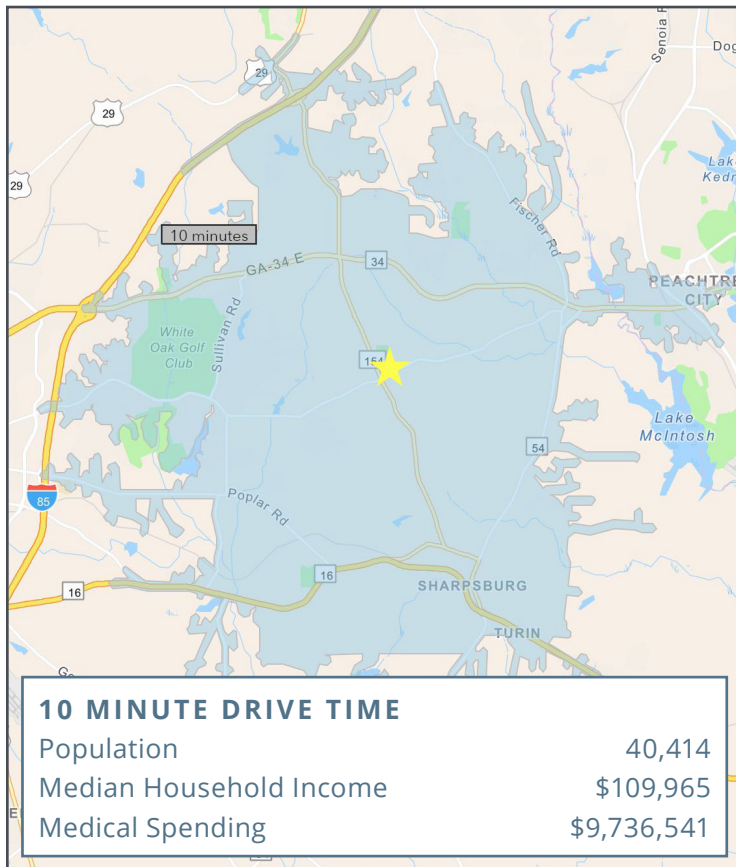 Senoia R
Dog
29
29
29
Lake
Kedr
10 minutes
Fischer Rd
GA-34 E
34
PEACHTRE
CITY
White
Oak Golf
Club
Sullivan Rd
154
Lake
McIntosh
54
85
Poplar Rd
16
16
SHARPSBURG
TURIN
10 MINUTE DRIVE TIME
Population 40,414
Median Household Income $109,965
Medical Spending $9,736,541